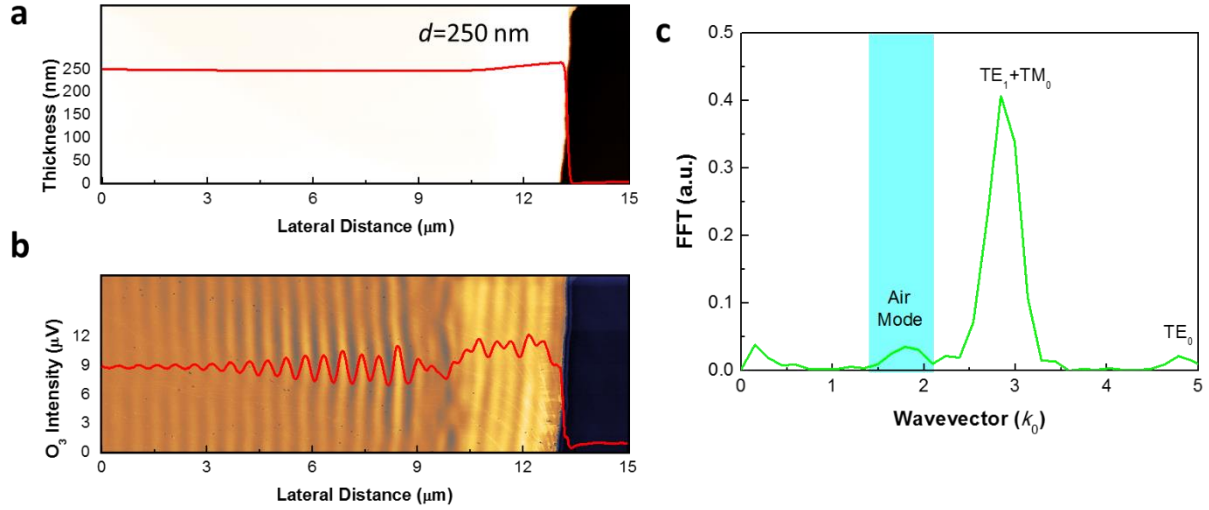 a
d=250 nm
Thickness (nm)
250
200
150
100
50
0
0 3 6 9 12 15
Lateral Distance (μm)
b
O₃ Intensity (μV)
12
9
6
3
0
0 3 6 9 12 15
Lateral Distance (μm)
c
FFT (a.u.)
0.5
0.4
0.3
0.2
0.1
0.0
TE₁+TM₀
Air
Mode
TE₀
0 1 2 3 4 5
Wavevector (k₀)